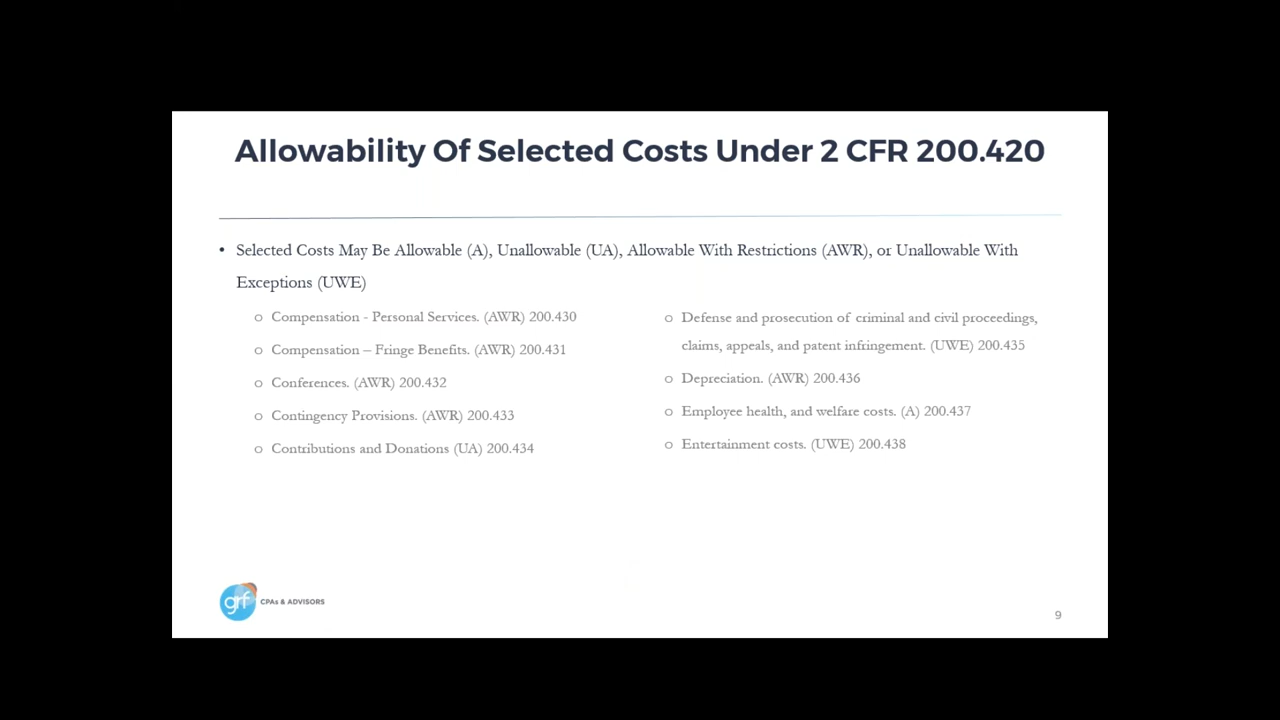 Allowability Of Selected Costs Under 2 CFR 200.420
• Selected Costs May Be Allowable (A), Unallowable (UA), Allowable With Restrictions (AWR), or Unallowable With
Exceptions (UWE)
o Compensation - Personal Services. (AWR) 200.430
o Compensation – Fringe Benefits. (AWR) 200.431
o Conferences. (AWR) 200.432
o Contingency Provisions. (AWR) 200.433
o Contributions and Donations (UA) 200.434
o Defense and prosecution of criminal and civil proceedings,
claims, appeals, and patent infringement. (UWE) 200.435
o Depreciation. (AWR) 200.436
o Employee health, and welfare costs. (A) 200.437
o Entertainment costs. (UWE) 200.438
grf CPAs & ADVISORS
9